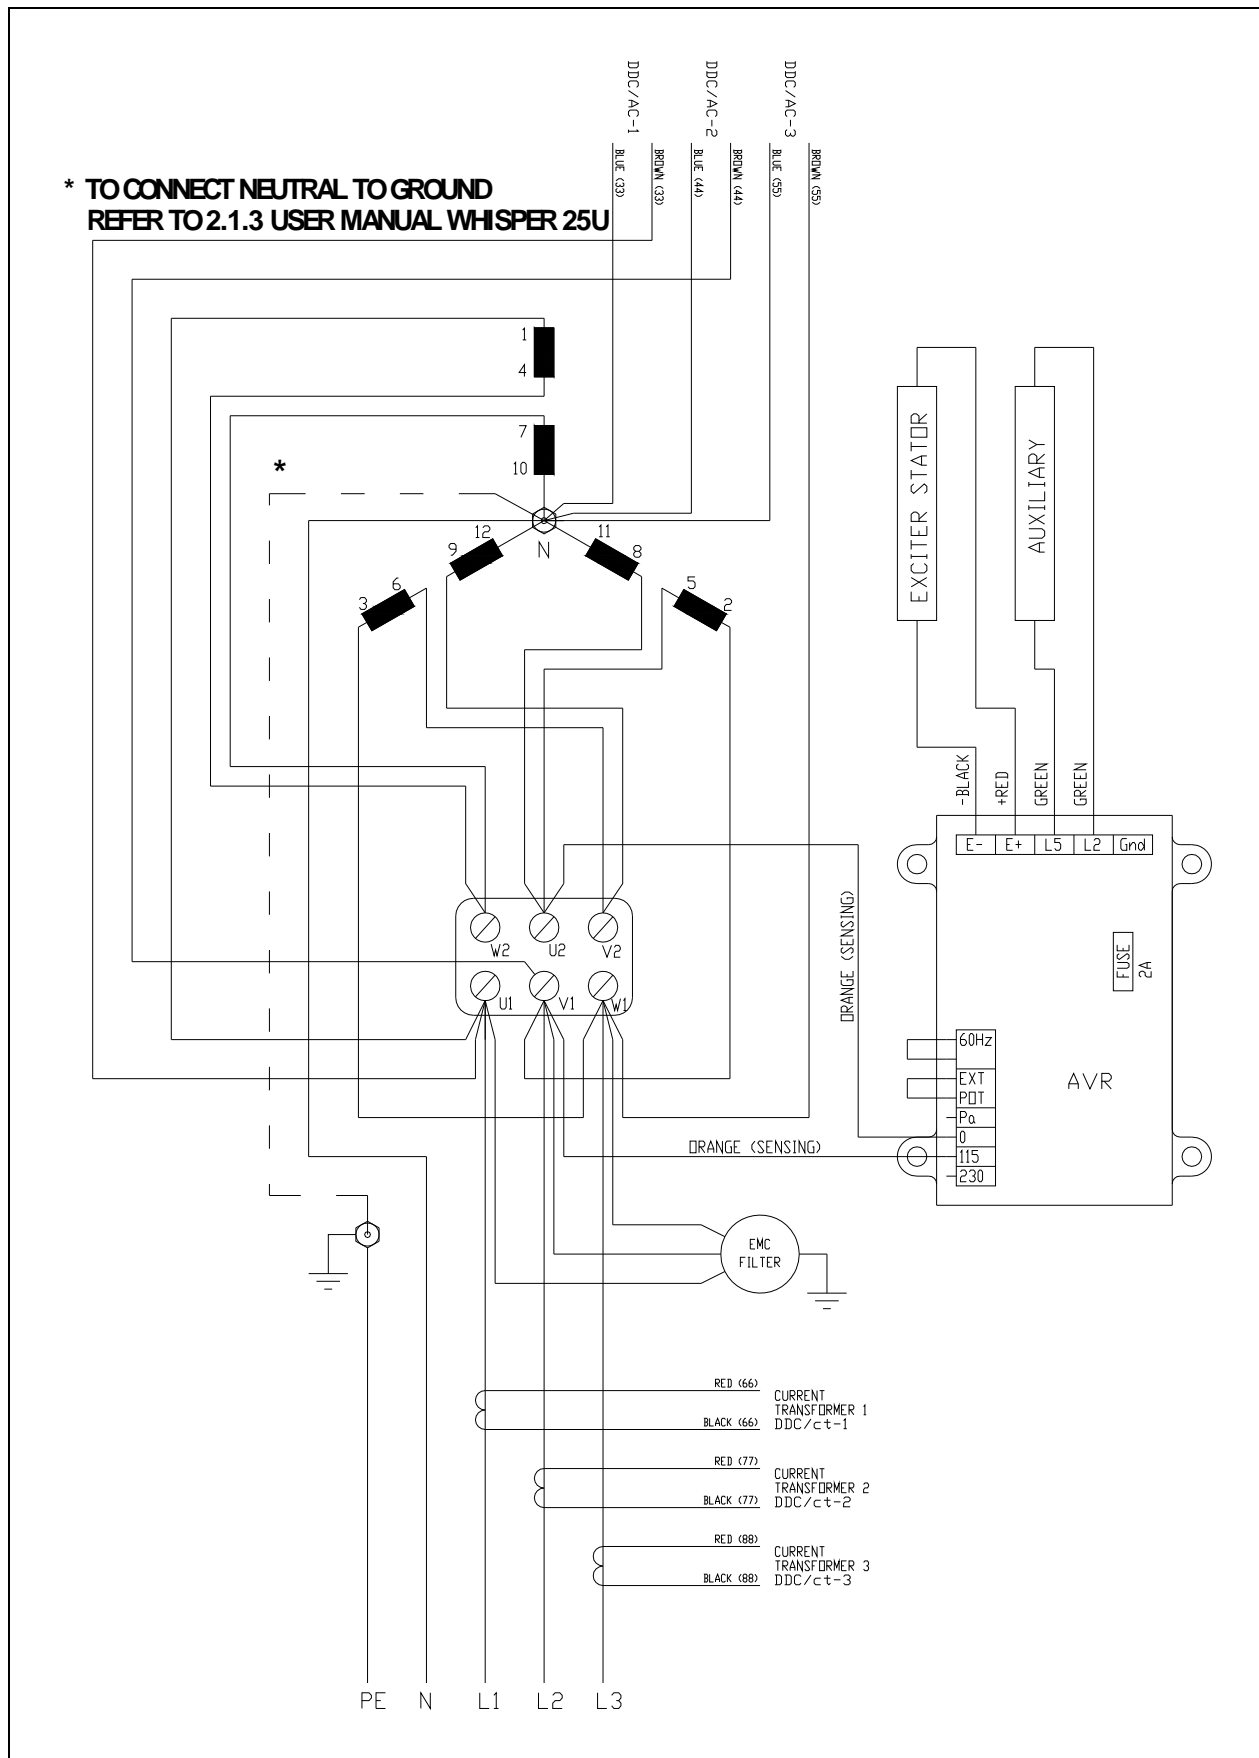 DDC/AC-1
DDC/AC-2
DDC/AC-3
BLUE (33)
BROWN (33)
BLUE (44)
BROWN (44)
BLUE (55)
BROWN (55)
* TO CONNECT NEUTRAL TO GROUND
REFER TO 2.1.3 USER MANUAL WHISPER 25U
1
4
7
10
*
12
11
9
N
8
6
5
3
2
EXCITER STATOR
AUXILIARY
-BLACK
+RED
GREEN
GREEN
E-
E+
L5
L2
Gnd
W2
U2
V2
U1
V1
W1
ORANGE (SENSING)
FUSE
2A
60Hz
EXT
POT
Pa
0
115
230
AVR
ORANGE (SENSING)
EMC
FILTER
RED (66)
CURRENT
TRANSFORMER 1
BLACK (66)
DDC/ct-1
RED (77)
CURRENT
TRANSFORMER 2
BLACK (77)
DDC/ct-2
RED (88)
CURRENT
TRANSFORMER 3
BLACK (88)
DDC/ct-3
PE
N
L1
L2
L3